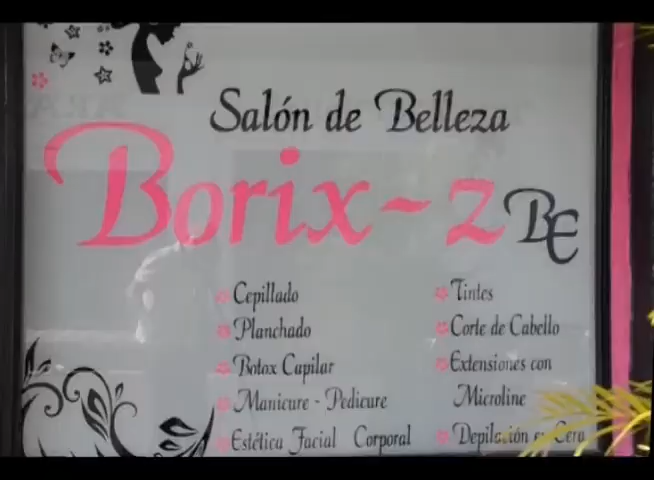 Salón de Belleza
Borix-z BE
Cepillado
Planchado
Botox Capilar
Manicure - Pedicure
Estética Facial Corporal
Tintes
Corte de Cabello
Extensiones con
Microline
Depilación en Cera